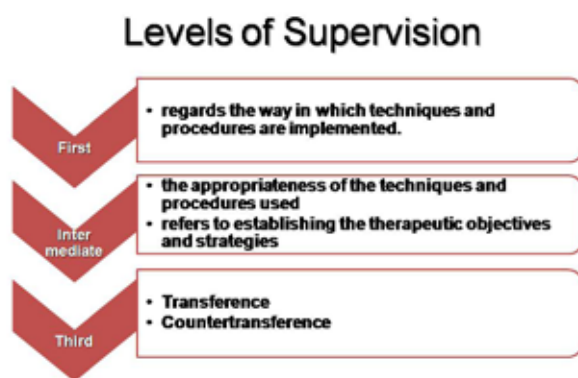 Levels of Supervision
First
• regards the way in which techniques and
procedures are implemented.
Inter
mediate
• the appropriateness of the techniques and
procedures used
• refers to establishing the therapeutic objectives
and strategies
Third
• Transference
• Countertransference